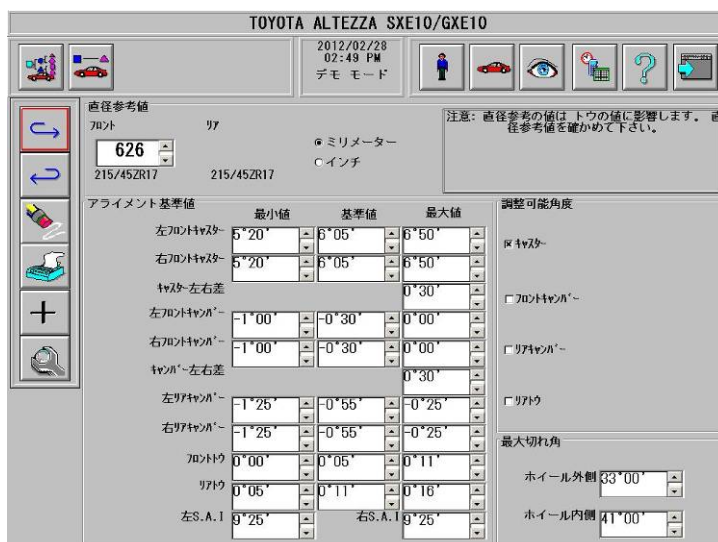 TOYOTA ALTEZZA SXE10/GXE10
2012/02/28
02:49 PM
デモ モード
直径参考値
フロント リア
626
ミリメーター
インチ
215/45ZR17 215/45ZR17
注意: 直径参考の値は トウの値に影響します。 直
径参考値を確かめて下さい。
アライメント基準値
最小値 基準値 最大値
左フロントキャスター 5°20' 6°05' 6°50'
右フロントキャスター 5°20' 6°05' 6°50'
キャスター左右差 0°30'
左フロントキャンバー -1°00' -0°30' 0°00'
右フロントキャンバー -1°00' -0°30' 0°00'
キャンバー左右差 0°30'
左リアキャンバー -1°25' -0°55' -0°25'
右リアキャンバー -1°25' -0°55' -0°25'
フロントトウ 0°00' 0°05' 0°11'
リアトウ 0°05' 0°11' 0°16'
左S.A.I 9°25' 右S.A.I 9°25'
調整可能角度
キャスター
フロントキャンバー
リアキャンバー
リアトウ
最大切れ角
ホイール外側 33°00'
ホイール内側 41°00'